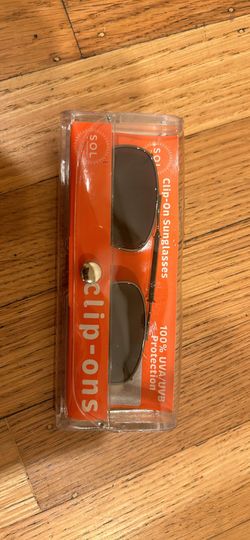 SOL
SOL
Clip-On Sunglasses
100% UVA/UVB
Protection
clip-ons